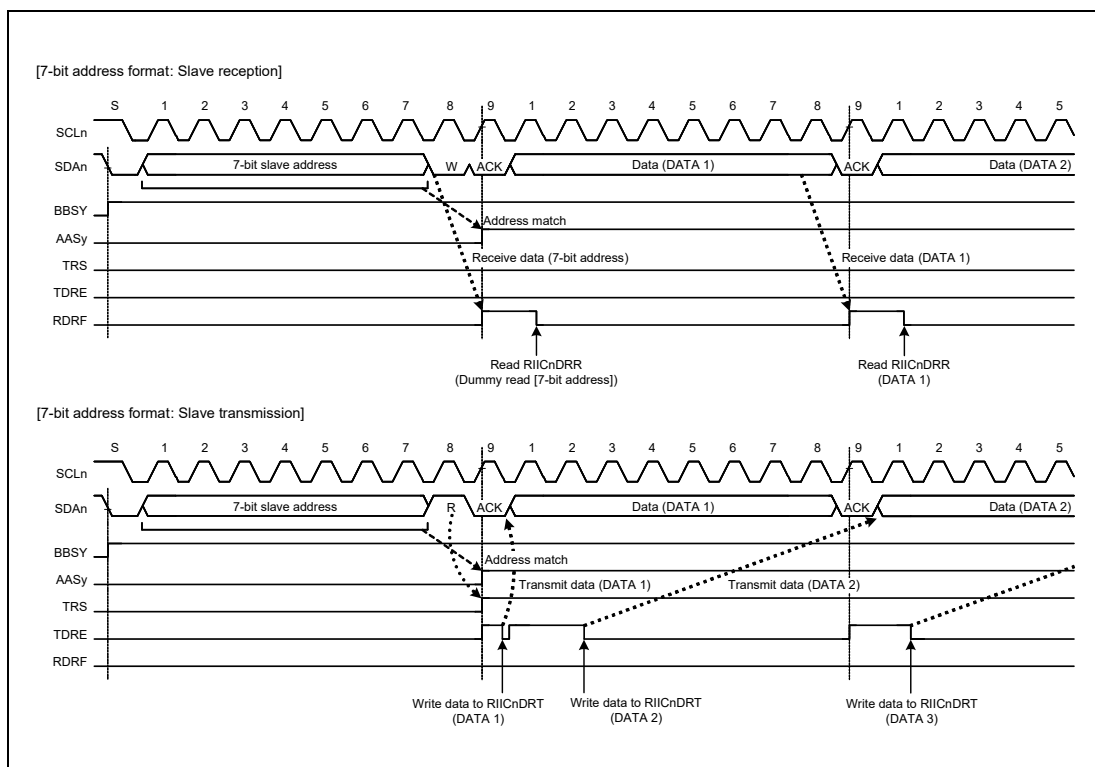 [7-bit address format: Slave reception]
S 1 2 3 4 5 6 7 8 9 1 2 3 4 5 6 7 8 9 1 2 3 4 5
SCLn
SDAn 7-bit slave address W ACK Data (DATA 1) ACK Data (DATA 2)
BBSY
Address match
AASy
Receive data (7-bit address) Receive data (DATA 1)
TRS
TDRE
RDRF
Read RIICnDRR Read RIICnDRR
(Dummy read [7-bit address]) (DATA 1)
[7-bit address format: Slave transmission]
S 1 2 3 4 5 6 7 8 9 1 2 3 4 5 6 7 8 9 1 2 3 4 5
SCLn
SDAn 7-bit slave address R ACK Data (DATA 1) ACK Data (DATA 2)
BBSY
Address match
AASy
Transmit data (DATA 1) Transmit data (DATA 2)
TRS
TDRE
RDRF
Write data to RIICnDRT Write data to RIICnDRT Write data to RIICnDRT
(DATA 1) (DATA 2) (DATA 3)